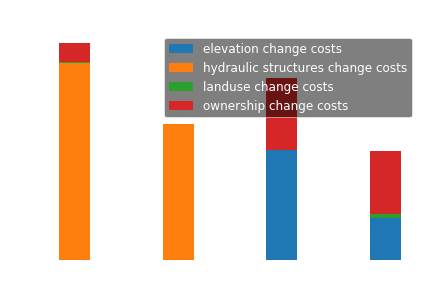 elevation change costs
hydraulic structures change costs
landuse change costs
ownership change costs